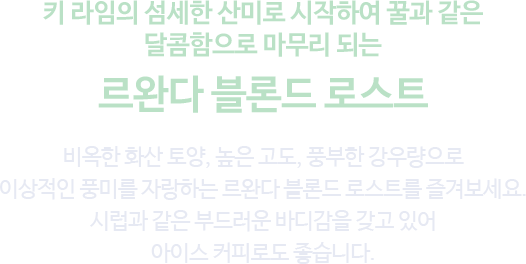 키 라임의 섬세한 산미로 시작하여 꿀과 같은
달콤함으로 마무리 되는
르완다 블론드 로스트
비옥한 화산 토양, 높은 고도, 풍부한 강우량으로
이상적인 풍미를 자랑하는 르완다 블론드 로스트를 즐겨보세요.
시럽과 같은 부드러운 바디감을 갖고 있어
아이스 커피로도 좋습니다.